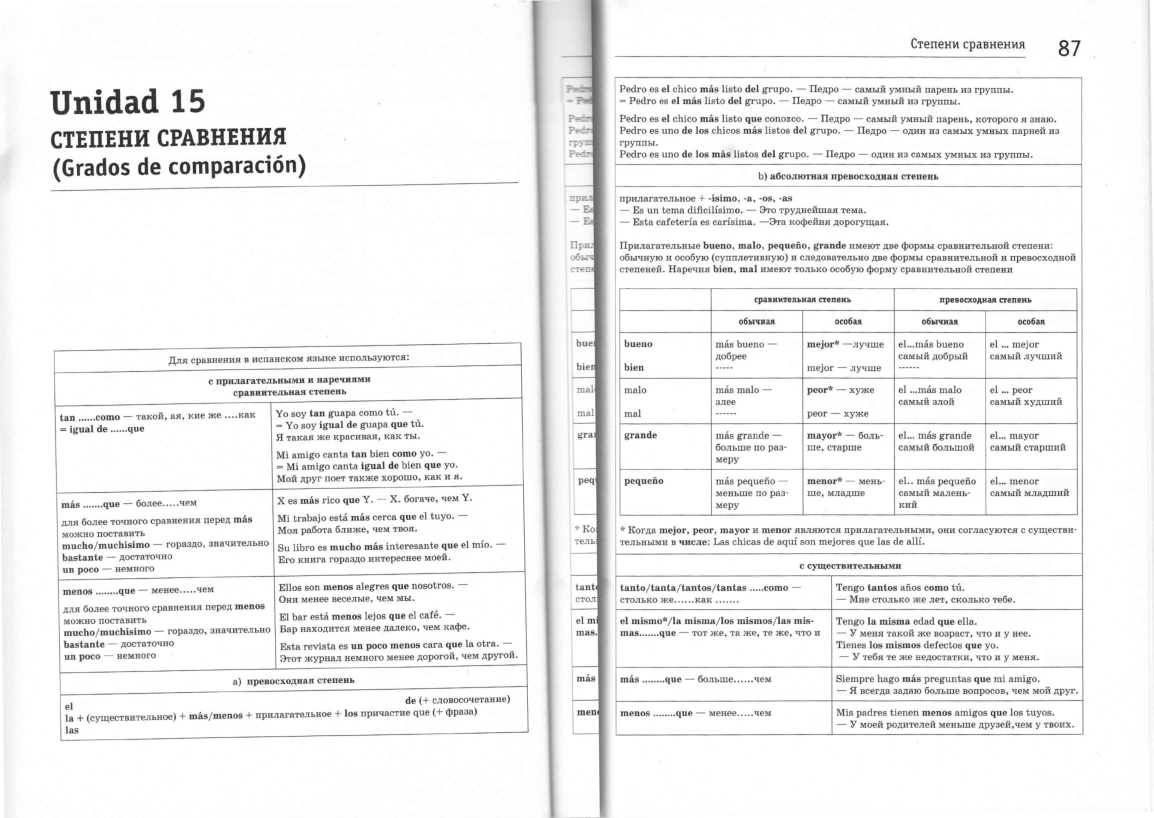 Unidad 15
СТЕПЕНИ СРАВНЕНИЯ
(Grados de comparación)
Для сравнения в испанском языке используются:
с прилагательными и наречиями
сравнительная степень
tan ......como — такой, ая, кие же ....как
= igual de ......que
Yo soy tan guapa como tú. —
= Yo soy igual de guapa que tú.
Я такая же красивая, как ты.
Mi amigo canta tan bien como yo. —
= Mi amigo canta igual de bien que yo.
Мой друг поет также хорошо, как и я.
más .......que — более.....чем
для более точного сравнения перед más
можно поставить
mucho/muchísimo — гораздо, значительно
bastante — достаточно
un poco — немного
X es más rico que Y. — X. богаче, чем Y.
Mi trabajo está más cerca que el tuyo. —
Моя работа ближе, чем твоя.
Su libro es mucho más interesante que el mío. —
Его книга гораздо интереснее моей.
menos .......que — менее.....чем
для более точного сравнения перед menos
можно поставить
mucho/muchísimo — гораздо, значительно
bastante — достаточно
un poco — немного
Ellos son menos alegres que nosotros. —
Они менее веселые, чем мы.
El bar está menos lejos que el café. —
Бар находится менее далеко, чем кафе.
Esta revista es un poco menos cara que la otra. —
Этот журнал немного менее дорогой, чем другой.
а) превосходная степень
el de (+ словосочетание)
la + (существительное) + más/menos + прилагательное + los причастие que (+ фраза)
las
Степени сравнения 87
Pedro es el chico más listo del grupo. — Педро — самый умный парень из группы.
= Pedro es el más listo del grupo. — Педро — самый умный из группы.
Pedro es el chico más listo que conozco. — Педро — самый умный парень, которого я знаю.
Pedro es uno de los chicos más listos del grupo. — Педро — один из самых умных парней из
группы.
Pedro es uno de los más listos del grupo. — Педро — один из самых умных из группы.
b) абсолютная превосходная степень
прилагательное + -ísimo, -a, -os, -as
— Es un tema dificilísimo. — Это труднейшая тема.
— Esta cafetería es carísima. —Эта кофейня дорогущая.
Прилагательные bueno, malo, pequeño, grande имеют две формы сравнительной степени:
обычную и особую (супплетивную) и следовательно две формы сравнительной и превосходной
степеней. Наречия bien, mal имеют только особую форму сравнительной степени
сравнительная степень превосходная степень
обычная особая обычная особая
bueno más bueno — mejor* —лучше el...más bueno el ... mejor
добрее самый добрый самый лучший
bien ----- mejor — лучше ------
malo más malo — peor* — хуже el ...más malo el ... peor
злее самый злой самый худший
mal ------ peor — хуже
grande más grande — mayor* — боль- el... más grande el... mayor
больше по раз- ше, старше самый большой самый старший
меру
pequeño más pequeño — menor* — мень- el.. más pequeño el... menor
меньше по раз- ше, младше самый малень- самый младший
меру кий
* Когда mejor, peor, mayor и menor являются прилагательными, они согласуются с существи-
тельными в числе: Las chicas de aquí son mejores que las de allí.
с существительными
tanto/tanta/tantos/tantas .....como —
столько же......как .......
Tengo tantos años como tú.
— Мне столько же лет, сколько тебе.
el mismo*/la misma/los mismos/las mis-
mas.......que — тот же, та же, те же, что и
Tengo la misma edad que ella.
— У меня такой же возраст, что и у нее.
Tienes los mismos defectos que yo.
— У тебя те же недостатки, что и у меня.
más ........que — больше......чем
Siempre hago más preguntas que mi amigo.
— Я всегда задаю больше вопросов, чем мой друг.
menos ........que — менее.....чем
Mis padres tienen menos amigos que los tuyos.
— У моей родителей меньше друзей,чем у твоих.